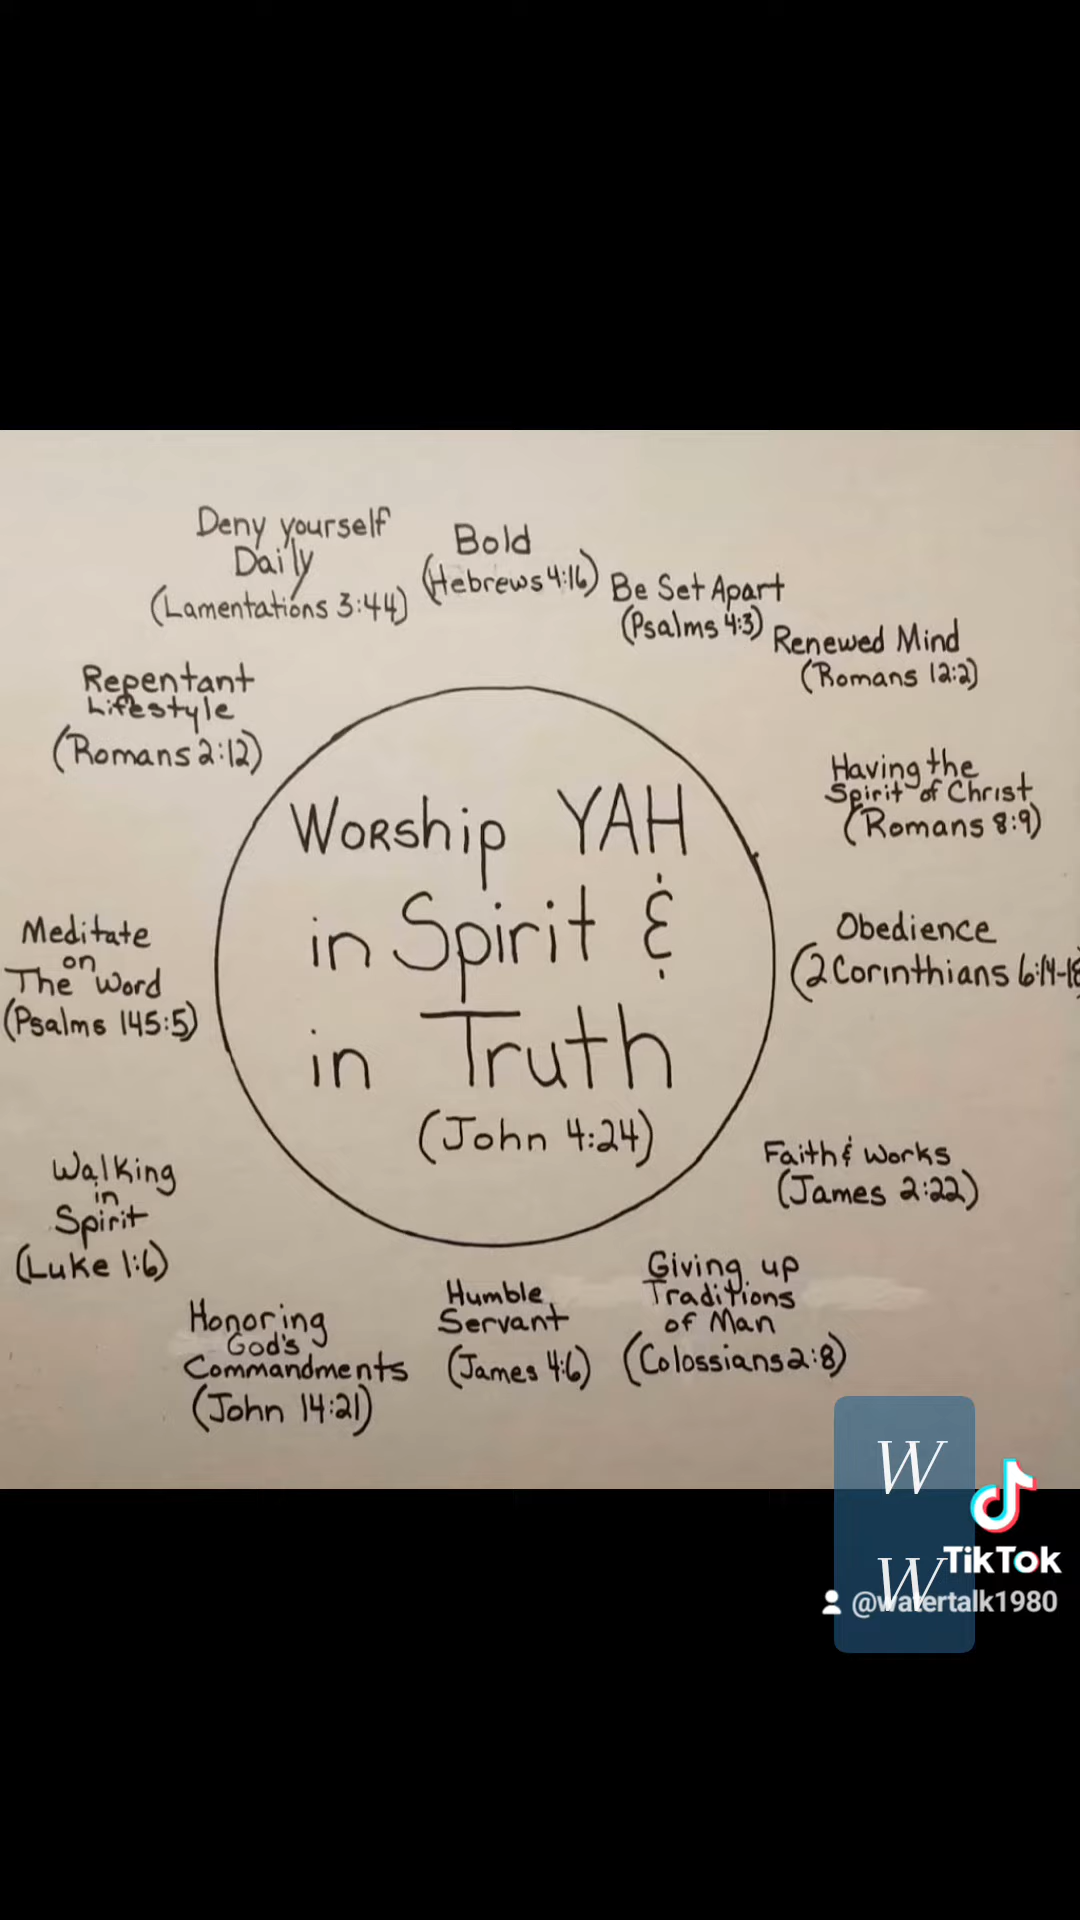 Deny yourself
Daily
(Lamentations 3:44)
Bold
(Hebrews 4:16)
Be Set Apart
(Psalms 4:3)
Renewed Mind
(Romans 12:2)
Having the
Spirit of Christ
(Romans 8:9)
Obedience
(2 Corinthians 6:14-18
Faith & Works
(James 2:22)
Giving up
Traditions
of Man
(Colossians 2:8)
Humble
Servant
(James 4:6)
Honoring
God's
Commandments
(John 14:21)
Walking
in
Spirit
(Luke 1:6)
Meditate
on
The Word
(Psalms 145:5)
Repentant
Lifestyle
(Romans 2:12)
Worship YAH
in Spirit &
in Truth
(John 4:24)
W
W
TikTok
@watertalk1980